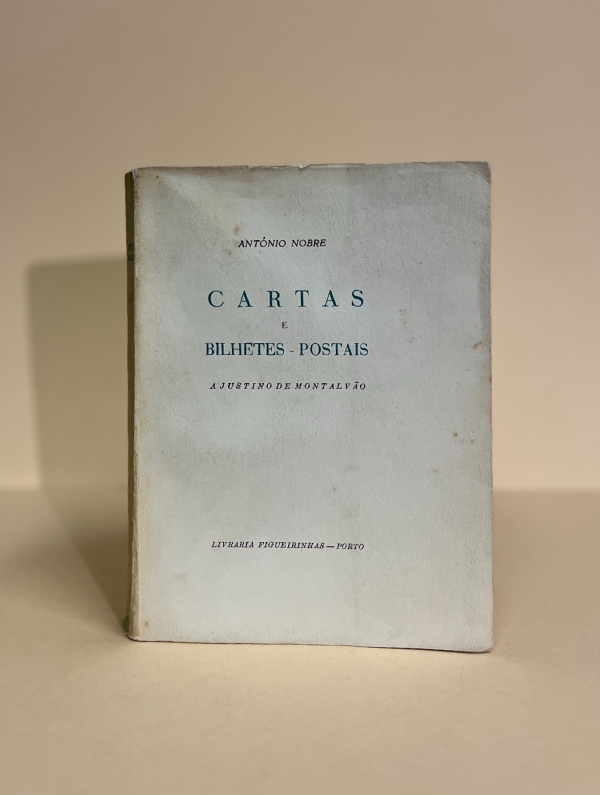 ANTÓNIO NOBRE
CARTAS
E
BILHETES - POSTAIS
A JUSTINO DE MONTALVÃO
LIVRARIA FIGUEIRINHAS — PORTO